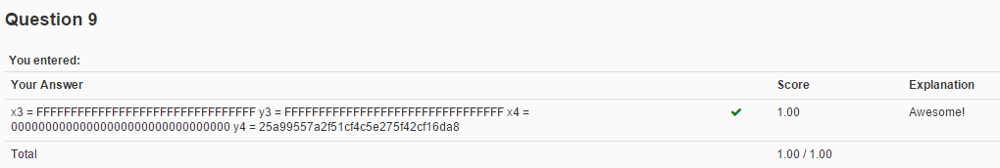 Question 9
You entered:
Your Answer Score Explanation
x3 = FFFFFFFFFFFFFFFFFFFFFFFFFFFFFFFF y3 = FFFFFFFFFFFFFFFFFFFFFFFFFFFFFFFF x4 = 1.00 Awesome!
00000000000000000000000000000000 y4 = 25a99557a2f51cf4c5e275f42cf16da8
Total 1.00 / 1.00